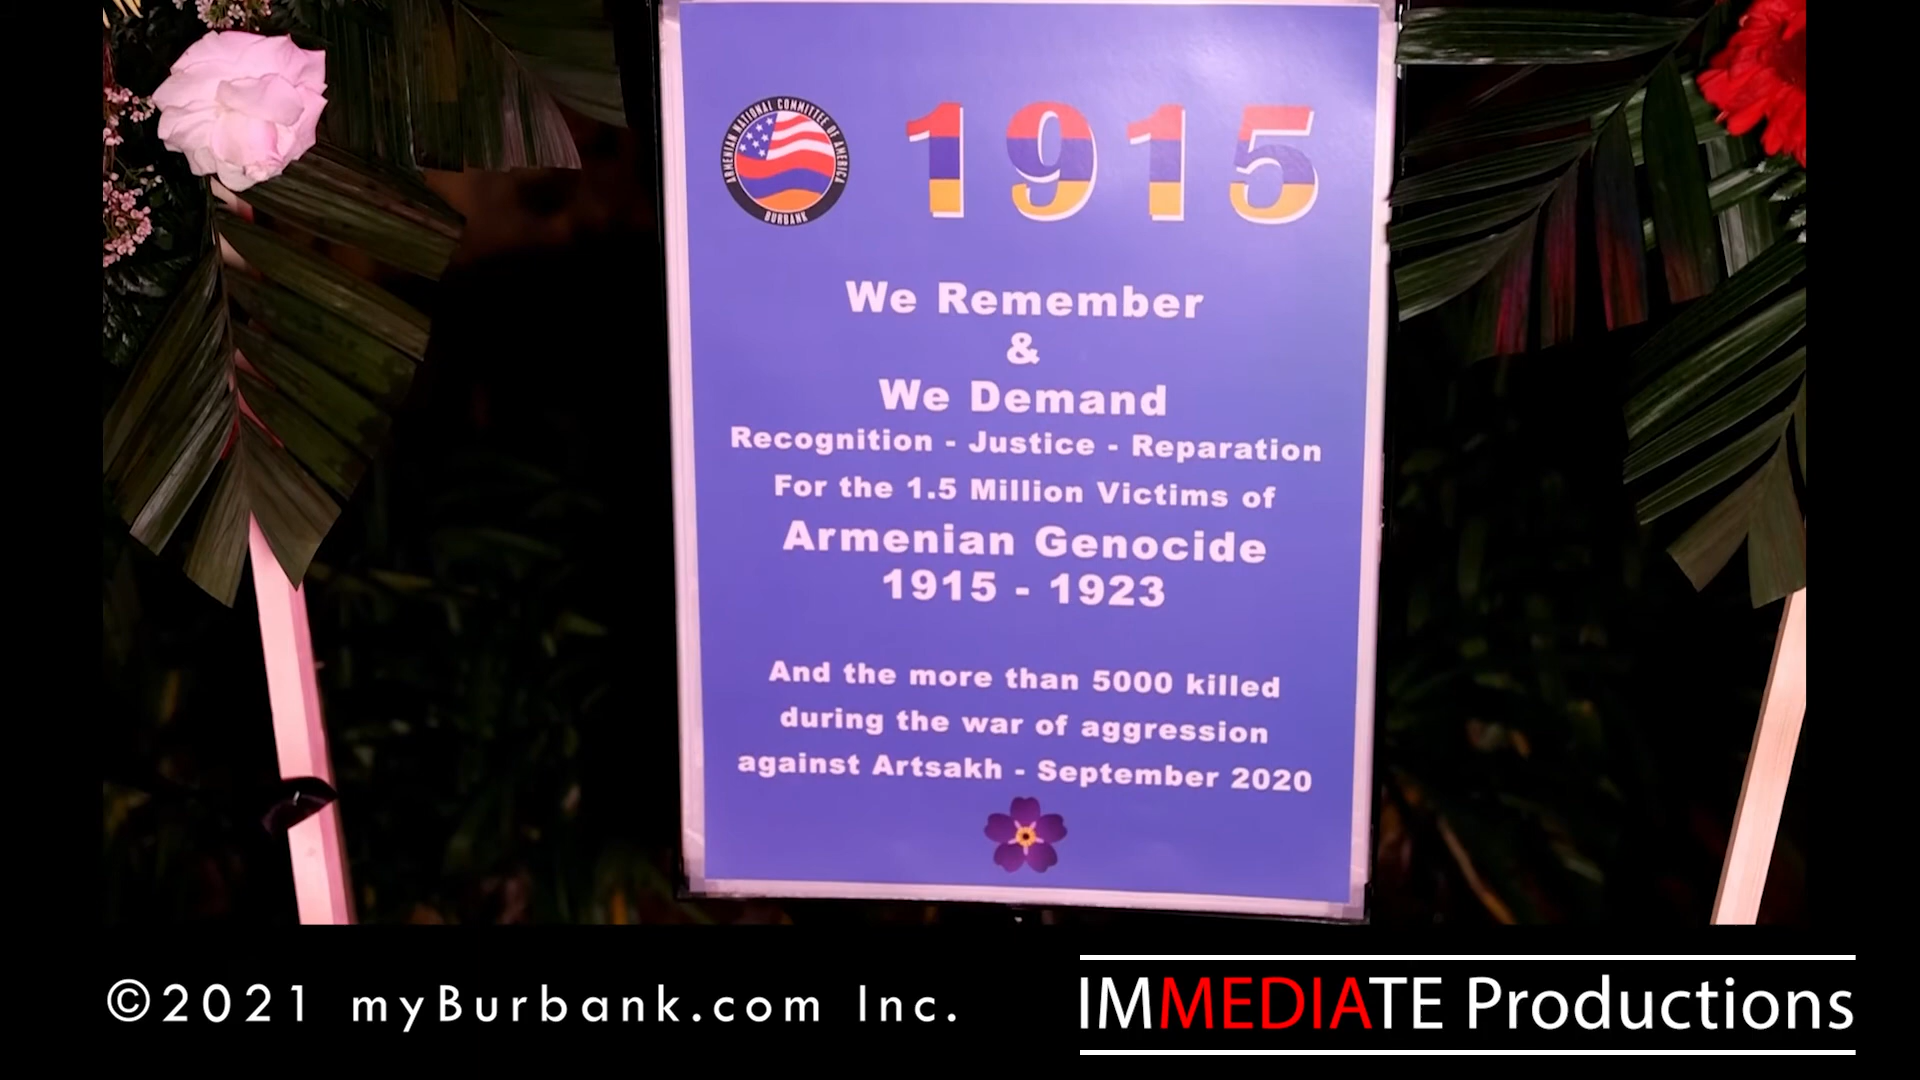 ARMENIAN NATIONAL COMMITTEE OF AMERICA
BURBANK
1915
We Remember
&
We Demand
Recognition - Justice - Reparation
For the 1.5 Million Victims of
Armenian Genocide
1915 - 1923
And the more than 5000 killed
during the war of aggression
against Artsakh - September 2020
©2021 myBurbank.com Inc.
IMMEDIATE Productions